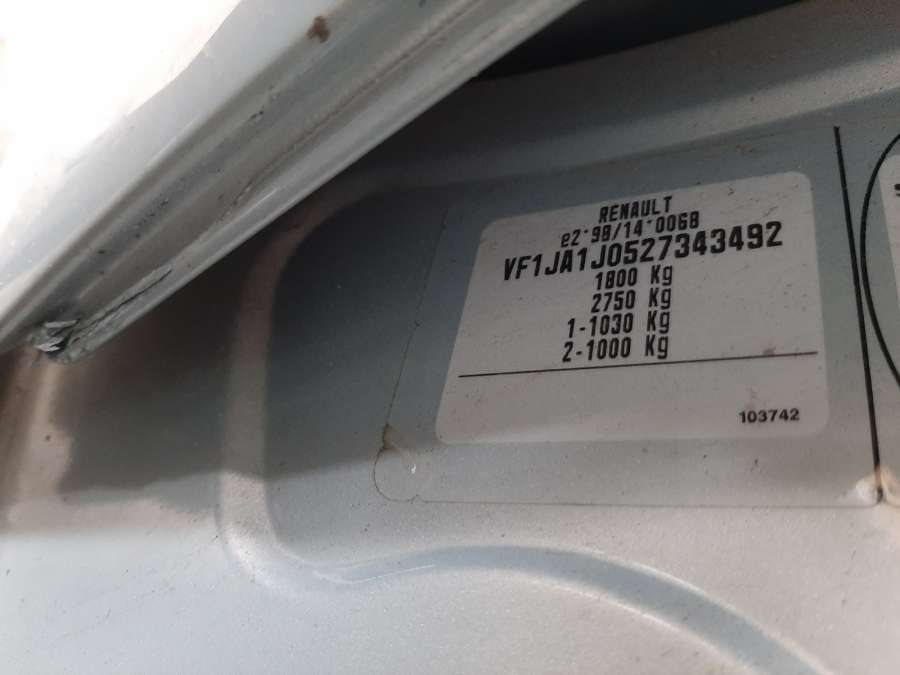 RENAULT
e2*98/14*0068
VF1JA1J0527343492
1800 Kg
2750 Kg
1-1030 Kg
2-1000 Kg
103742